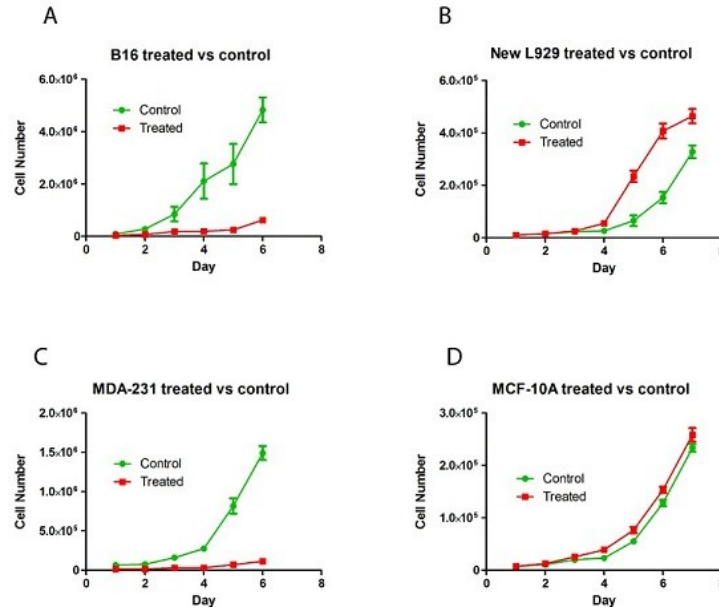 A
B16 treated vs control
6.0×10⁶
4.0×10⁶
2.0×10⁶
0
Cell Number
Control
Treated
0 2 4 6 8
Day
B
New L929 treated vs control
6.0×10⁵
4.0×10⁵
2.0×10⁵
0
Cell Number
Control
Treated
0 2 4 6 8
Day
C
MDA-231 treated vs control
2.0×10⁶
1.5×10⁶
1.0×10⁶
5.0×10⁵
0.0
Cell Number
Control
Treated
0 2 4 6 8
Day
D
MCF-10A treated vs control
3.0×10⁵
2.0×10⁵
1.0×10⁵
0.0
Cell Number
Control
Treated
0 2 4 6 8
Day